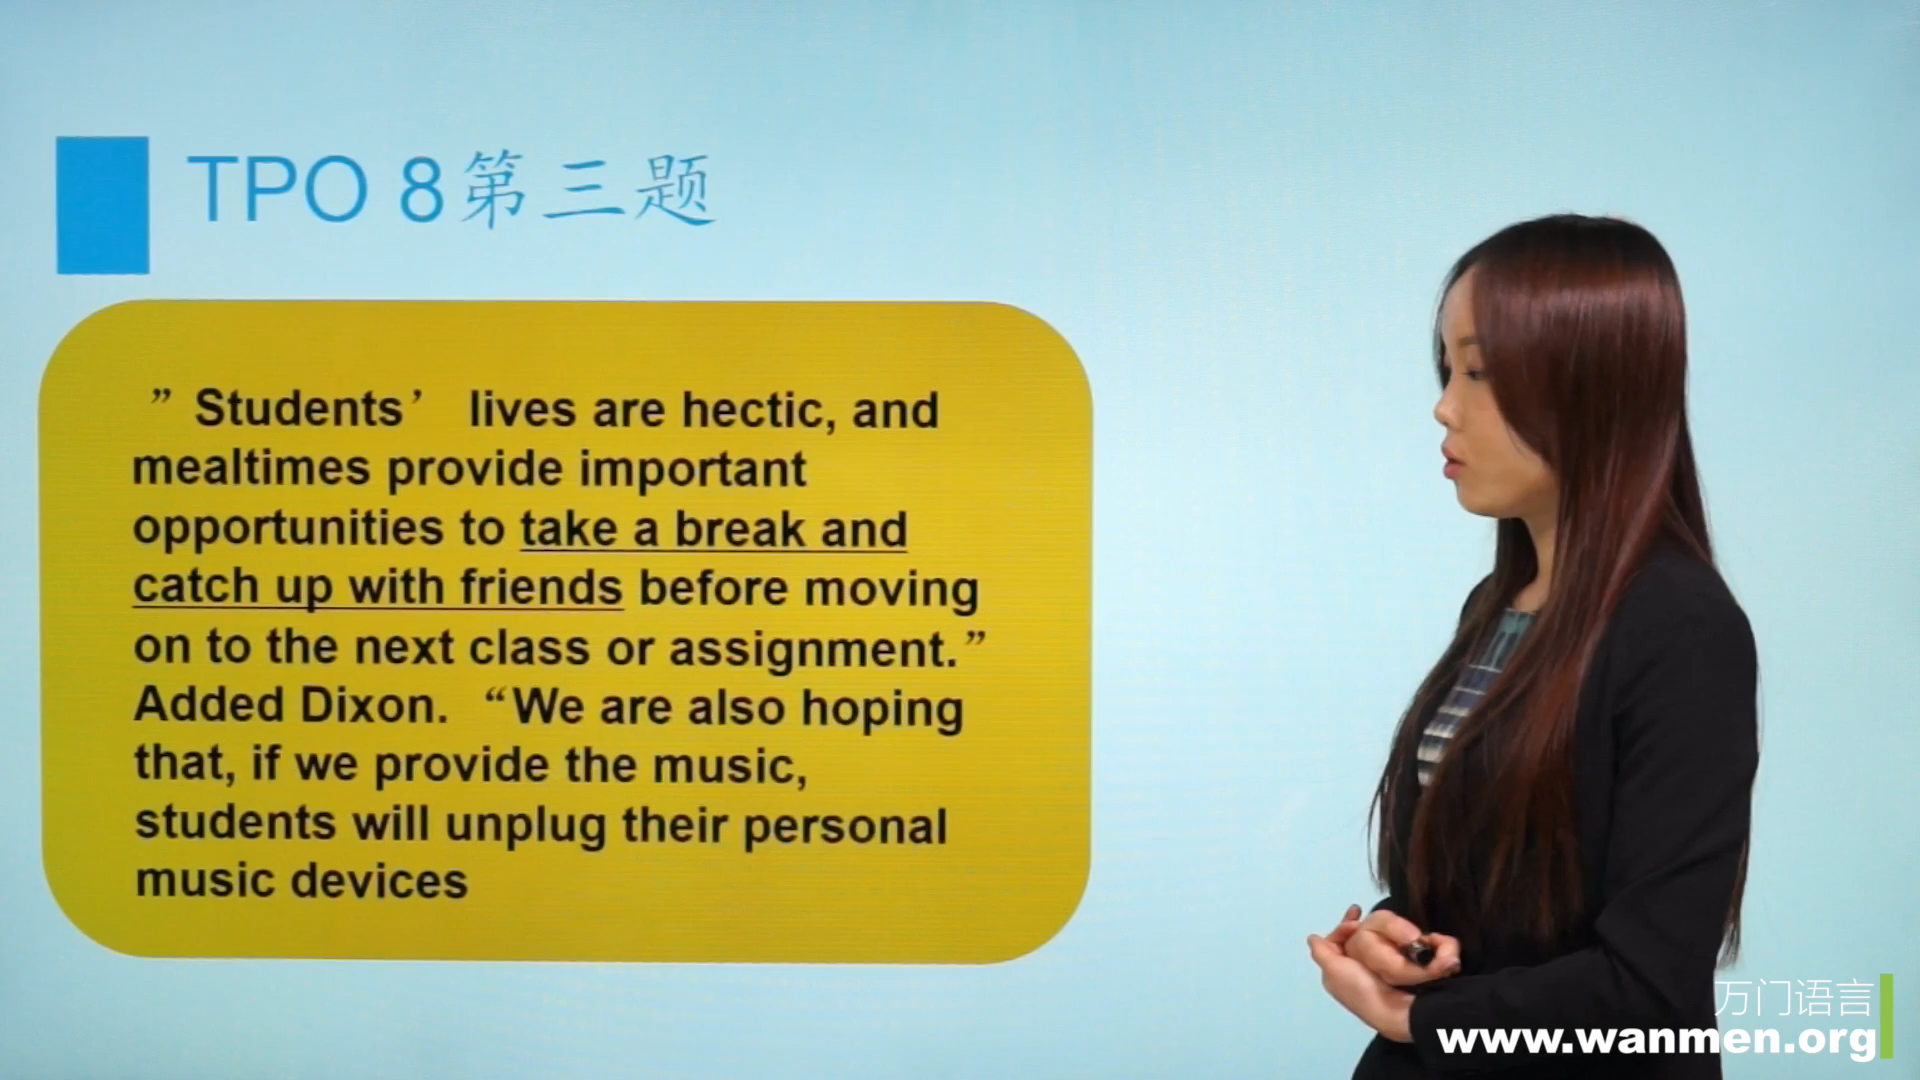 TPO 8第三题
”Students’ lives are hectic, and
mealtimes provide important
opportunities to take a break and
catch up with friends before moving
on to the next class or assignment.”
Added Dixon. “We are also hoping
that, if we provide the music,
students will unplug their personal
music devices
万门语言
www.wanmen.org